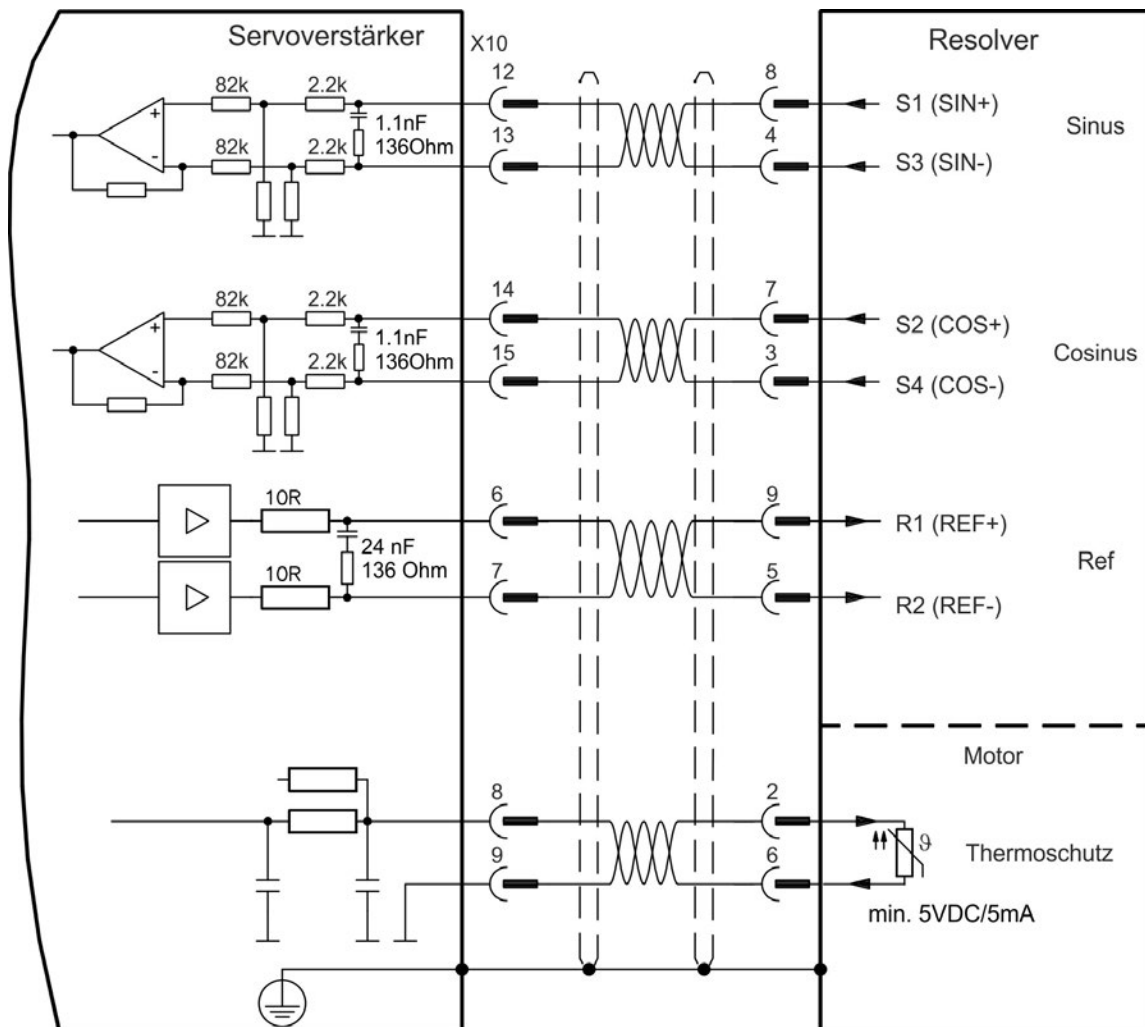 Servoverstärker
X10
Resolver
82k
2.2k
12
8
S1 (SIN+)
+
1.1nF
136Ohm
Sinus
13
4
-
82k
2.2k
S3 (SIN-)
14
7
82k
2.2k
S2 (COS+)
+
1.1nF
136Ohm
Cosinus
15
3
-
82k
2.2k
S4 (COS-)
6
9
10R
R1 (REF+)
24 nF
136 Ohm
Ref
7
5
10R
R2 (REF-)
Motor
8
2
ϑ
Thermoschutz
9
6
min. 5VDC/5mA